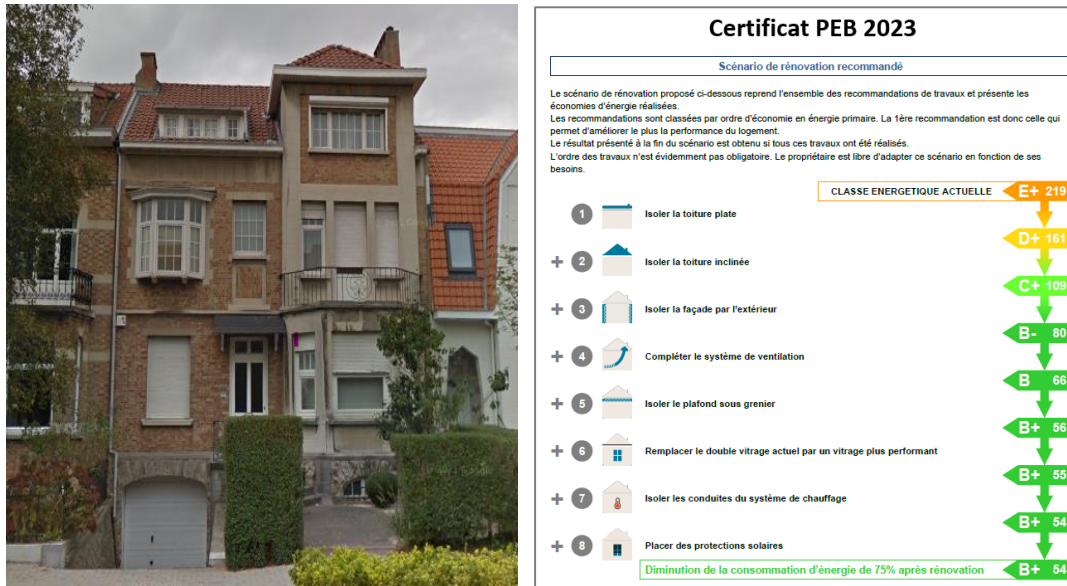 Certificat PEB 2023
Scénario de rénovation recommandé
Le scénario de rénovation proposé ci-dessous reprend l'ensemble des recommandations de travaux et présente les
économies d'énergie réalisées.
Les recommandations sont classées par ordre d'économie en énergie primaire. La 1ère recommandation est donc celle qui
permet d'améliorer le plus la performance du logement.
Le résultat présenté à la fin du scénario est obtenu si tous ces travaux ont été réalisés.
L'ordre des travaux n'est évidemment pas obligatoire. Le propriétaire est libre d'adapter ce scénario en fonction de ses
besoins.
CLASSE ENERGETIQUE ACTUELLE E+ 219
1 Isoler la toiture plate
D+ 161
+ 2 Isoler la toiture inclinée
C+ 109
+ 3 Isoler la façade par l'extérieur
B- 80
+ 4 Compléter le système de ventilation
B 66
+ 5 Isoler le plafond sous grenier
B+ 56
+ 6 Remplacer le double vitrage actuel par un vitrage plus performant
B+ 55
+ 7 Isoler les conduites du système de chauffage
B+ 54
+ 8 Placer des protections solaires
Diminution de la consommation d'énergie de 75% après rénovation B+ 54